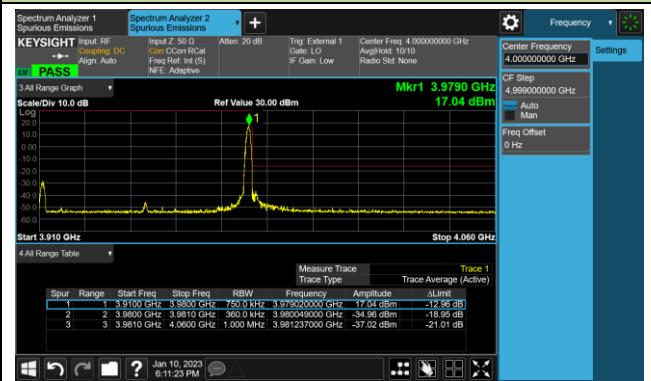 Spectrum Analyzer 1
Spurious Emissions
Spectrum Analyzer 2
Spurious Emissions
Frequency
KEYSIGHT
Input: RF
Coupling: DC
Align: Auto
Input Z: 50 Ω
Corr CCorr RCal
Freq Ref: Int (S)
NFE: Adaptive
Atten: 20 dB
Trig: External 1
Gate: LO
IF Gain: Low
Center Freq: 4.000000000 GHz
Avg|Hold: 10/10
Radio Std: None
PASS
3 All Range Graph
Mkr1 3.9790 GHz
Scale/Div 10.0 dB
Ref Value 30.00 dBm
17.04 dBm
Log
20.0
10.0
0.00
-10.0
-20.0
-30.0
-40.0
-50.0
-60.0
1
Start 3.910 GHz
Stop 4.060 GHz
4 All Range Table
Measure Trace Trace 1
Trace Type Trace Average (Active)
Spur Range Start Freq Stop Freq RBW Frequency Amplitude ΔLimit
1 1 3.9100 GHz 3.9800 GHz 750.0 kHz 3.979020000 GHz 17.04 dBm -12.96 dB
2 2 3.9800 GHz 3.9810 GHz 360.0 kHz 3.980049000 GHz -34.96 dBm -18.95 dB
3 3 3.9810 GHz 4.0600 GHz 1.000 MHz 3.981237000 GHz -37.02 dBm -21.01 dB
Center Frequency
4.000000000 GHz
Settings
CF Step
4.999000000 GHz
Auto
Man
Freq Offset
0 Hz
?
Jan 10, 2023
6:11:23 PM